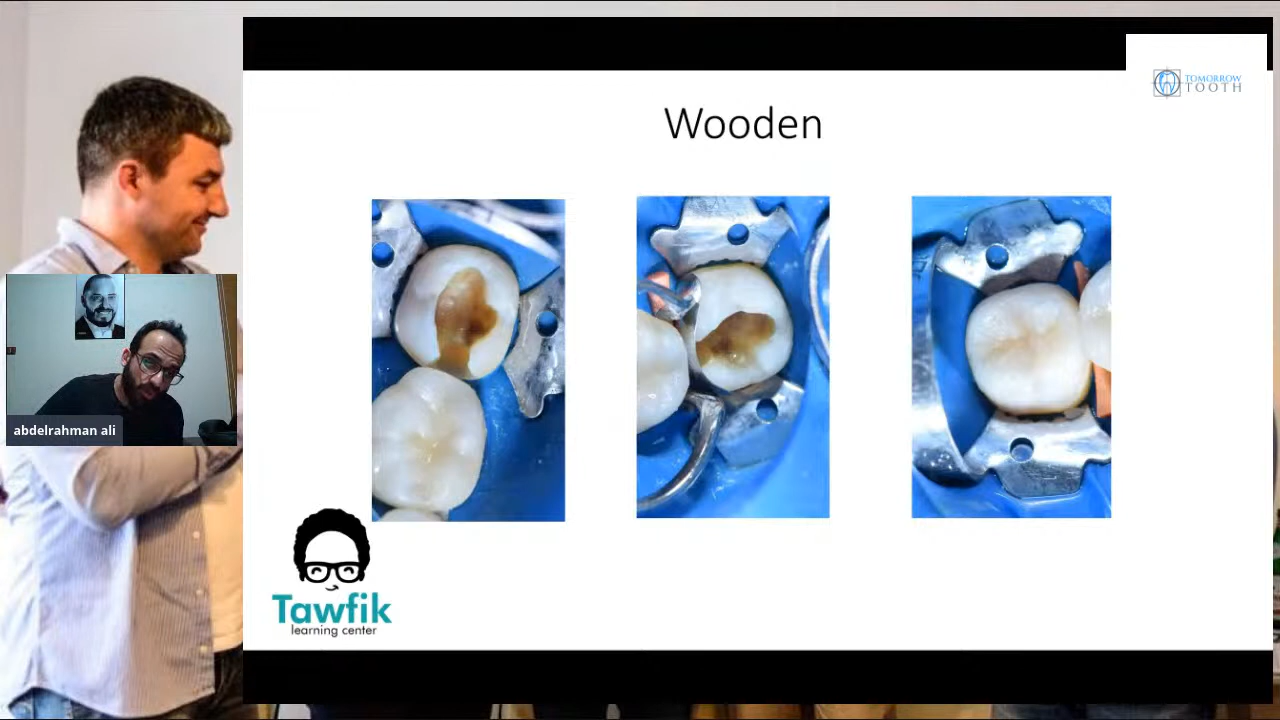 Wooden
TOMORROW
TOOTH
abdelrahman ali
Tawfik
learning center